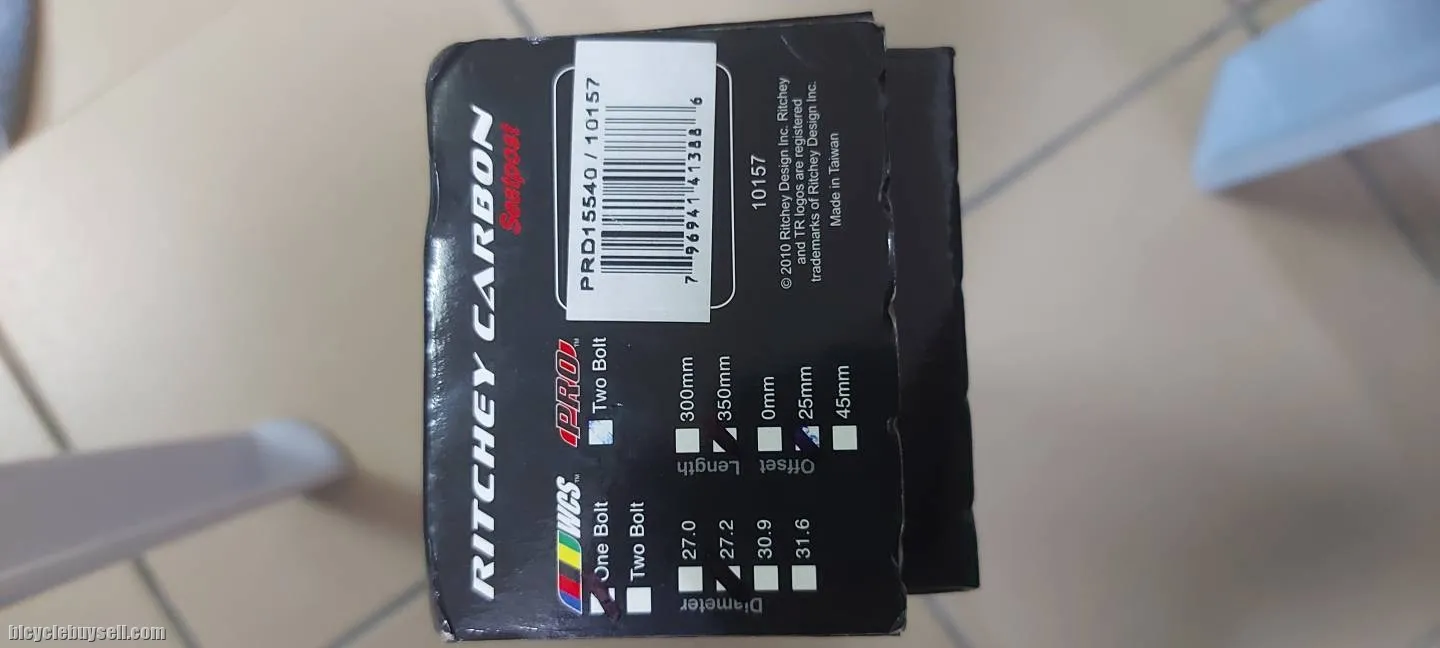 RITCHEY CARBON
Seatpost
WCS™
One Bolt
Two Bolt
PRO™
Two Bolt
PRD15540 / 10157
7 96941 41388 6
Diameter
27.0
27.2
30.9
31.6
Length
300mm
350mm
Offset
0mm
25mm
45mm
10157
© 2010 Ritchey Design Inc. Ritchey
and TR logos are registered
trademarks of Ritchey Design Inc.
Made in Taiwan
bicyclebuysell.com